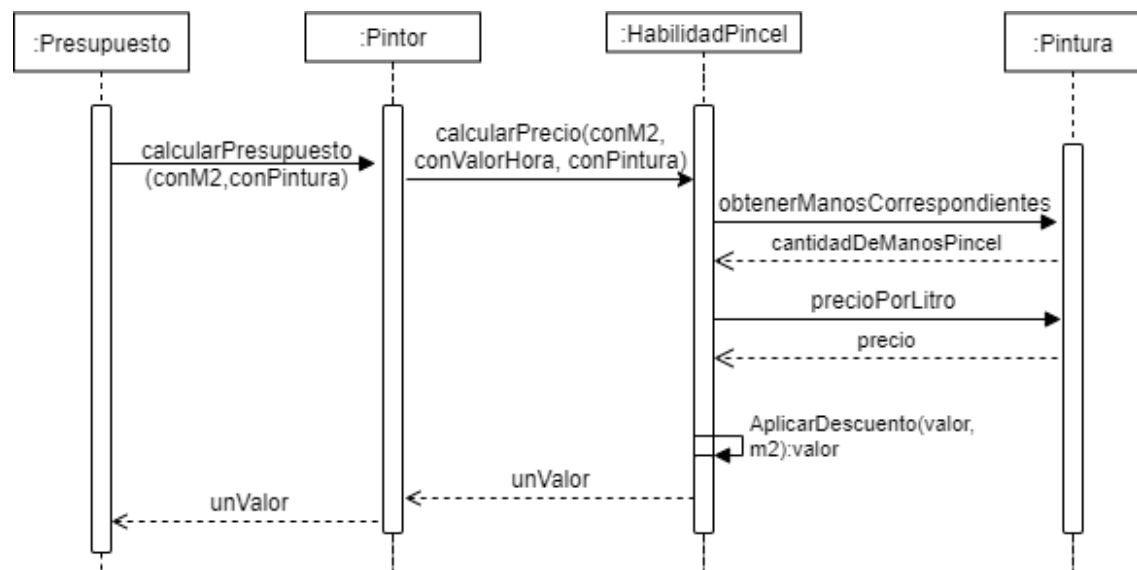 :Presupuesto
:Pintor
:HabilidadPincel
:Pintura
calcularPresupuesto
(conM2,conPintura)
calcularPrecio(conM2,
conValorHora, conPintura)
obtenerManosCorrespondientes
cantidadDeManosPincel
precioPorLitro
precio
AplicarDescuento(valor,
m2):valor
unValor
unValor